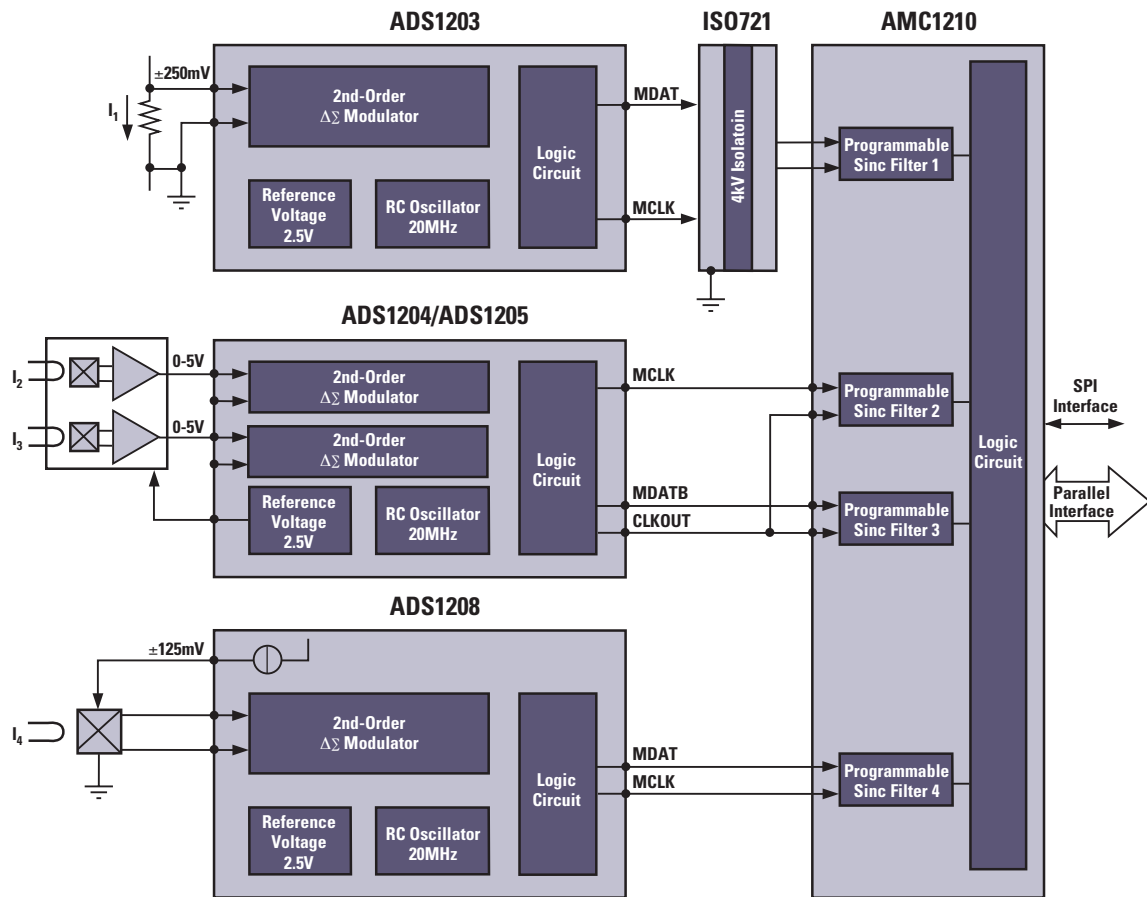 ADS1203
ISO721
AMC1210
±250mV
I1
2nd-Order
ΔΣ Modulator
Reference
Voltage
2.5V
RC Oscillator
20MHz
Logic
Circuit
MDAT
MCLK
4kV Isolatoin
Programmable
Sinc Filter 1
ADS1204/ADS1205
I2
0-5V
I3
0-5V
2nd-Order
ΔΣ Modulator
2nd-Order
ΔΣ Modulator
Reference
Voltage
2.5V
RC Oscillator
20MHz
Logic
Circuit
MCLK
MDATB
CLKOUT
Programmable
Sinc Filter 2
Programmable
Sinc Filter 3
Logic
Circuit
SPI
Interface
Parallel
Interface
ADS1208
±125mV
I4
2nd-Order
ΔΣ Modulator
Reference
Voltage
2.5V
RC Oscillator
20MHz
Logic
Circuit
MDAT
MCLK
Programmable
Sinc Filter 4